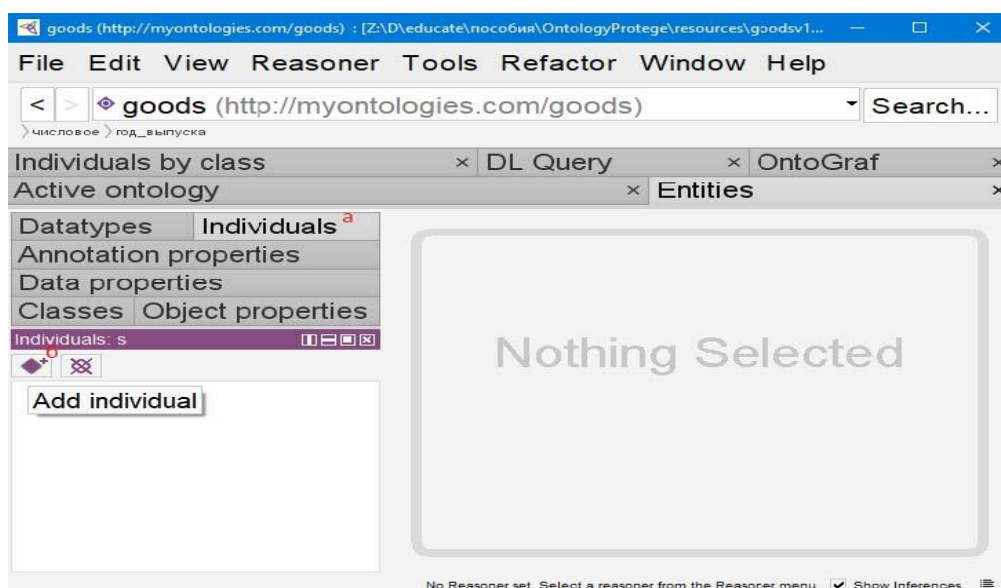 goods (http://myontologies.com/goods) : [Z:\D\educate\пособия\OntologyProtege\resources\goodsv1...
File Edit View Reasoner Tools Refactor Window Help
< > goods (http://myontologies.com/goods) Search...
числовое год_выпуска
Individuals by class × DL Query × OntoGraf ×
Active ontology × Entities ×
Datatypes Individuals a
Annotation properties
Data properties
Classes Object properties
Individuals: s
б
Add individual
Nothing Selected
No Reasoner set. Select a reasoner from the Reasoner menu Show Inferences